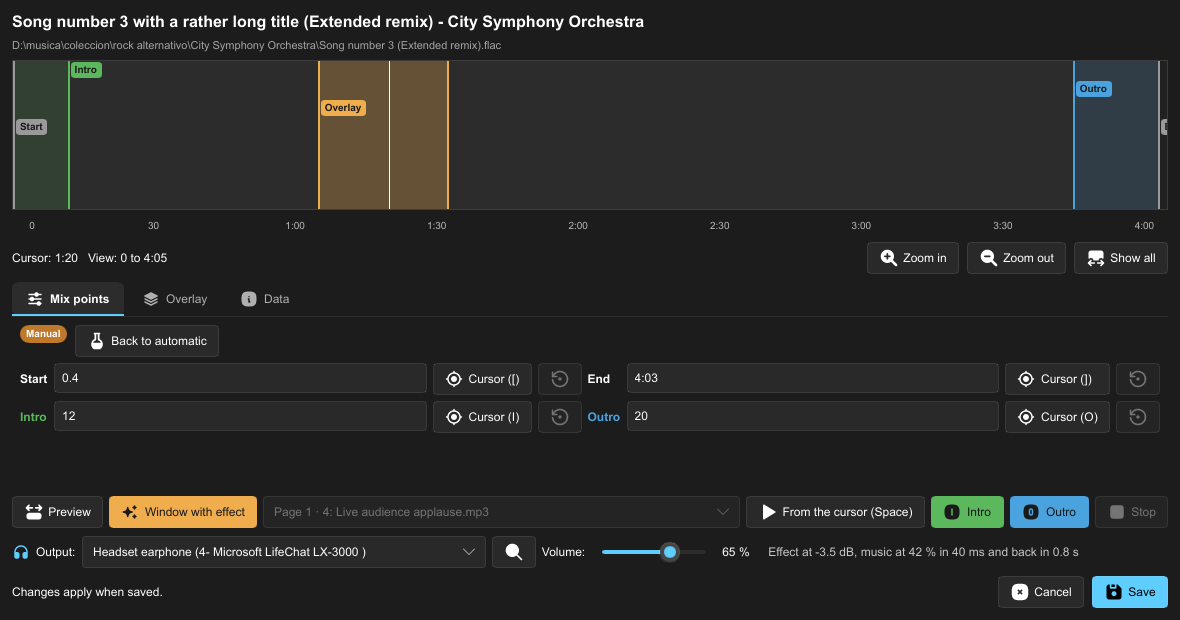 Song number 3 with a rather long title (Extended remix) - City Symphony Orchestra
D:\musica\coleccion\rock alternativo\City Symphony Orchestra\Song number 3 (Extended remix).flac
Intro
Outro
Overlay
Start
0 30 1:00 1:30 2:00 2:30 3:00 3:30 4:00
Cursor: 1:20 View: 0 to 4:05 Zoom in Zoom out Show all
Mix points Overlay Data
Manual Back to automatic
Start 0.4 Cursor ([) End 4:03 Cursor (])
Intro 12 Cursor (I) Outro 20 Cursor (O)
Preview Window with effect Page 1 · 4: Live audience applause.mp3 From the cursor (Space) I Intro O Outro Stop
Output: Headset earphone (4- Microsoft LifeChat LX-3000 ) Volume: 65 % Effect at -3.5 dB, music at 42 % in 40 ms and back in 0.8 s
Changes apply when saved. Cancel Save